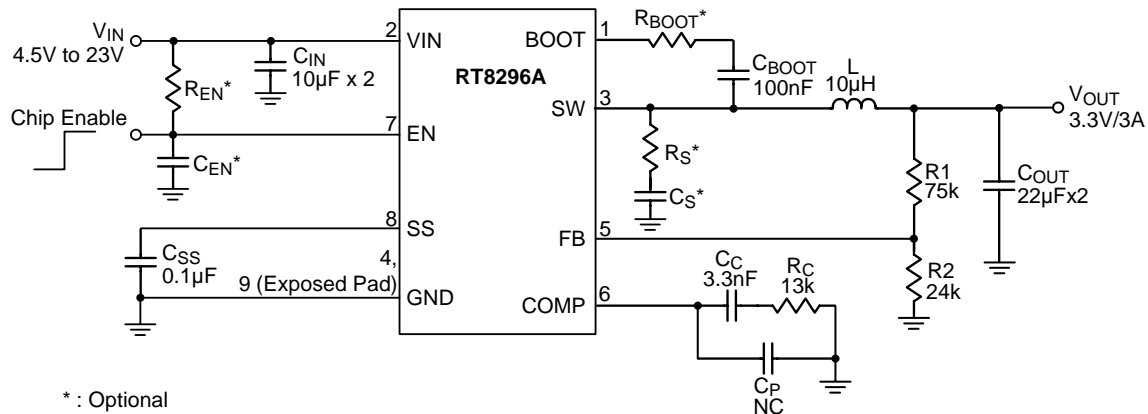 VIN
4.5V to 23V
REN*
CIN
10µF x 2
Chip Enable
CEN*
CSS
0.1µF
2
VIN
7
EN
8
SS
4,
9 (Exposed Pad)
GND
RT8296A
BOOT
1
SW
3
FB
5
COMP
6
RBOOT*
CBOOT
100nF
L
10µH
RS*
CS*
VOUT
3.3V/3A
R1
75k
COUT
22µFx2
R2
24k
CC
3.3nF
RC
13k
CP
NC
* : Optional